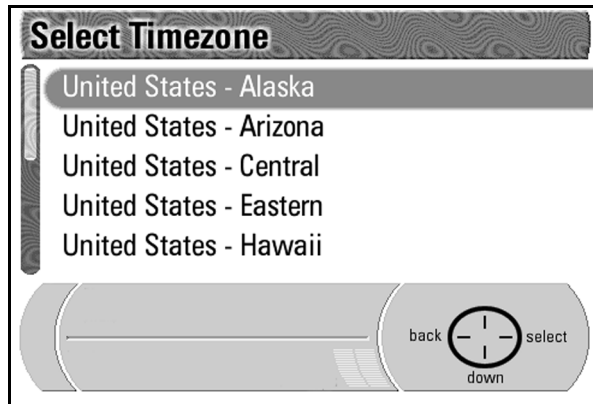 Select Timezone
United States - Alaska
United States - Arizona
United States - Central
United States - Eastern
United States - Hawaii
back
select
down